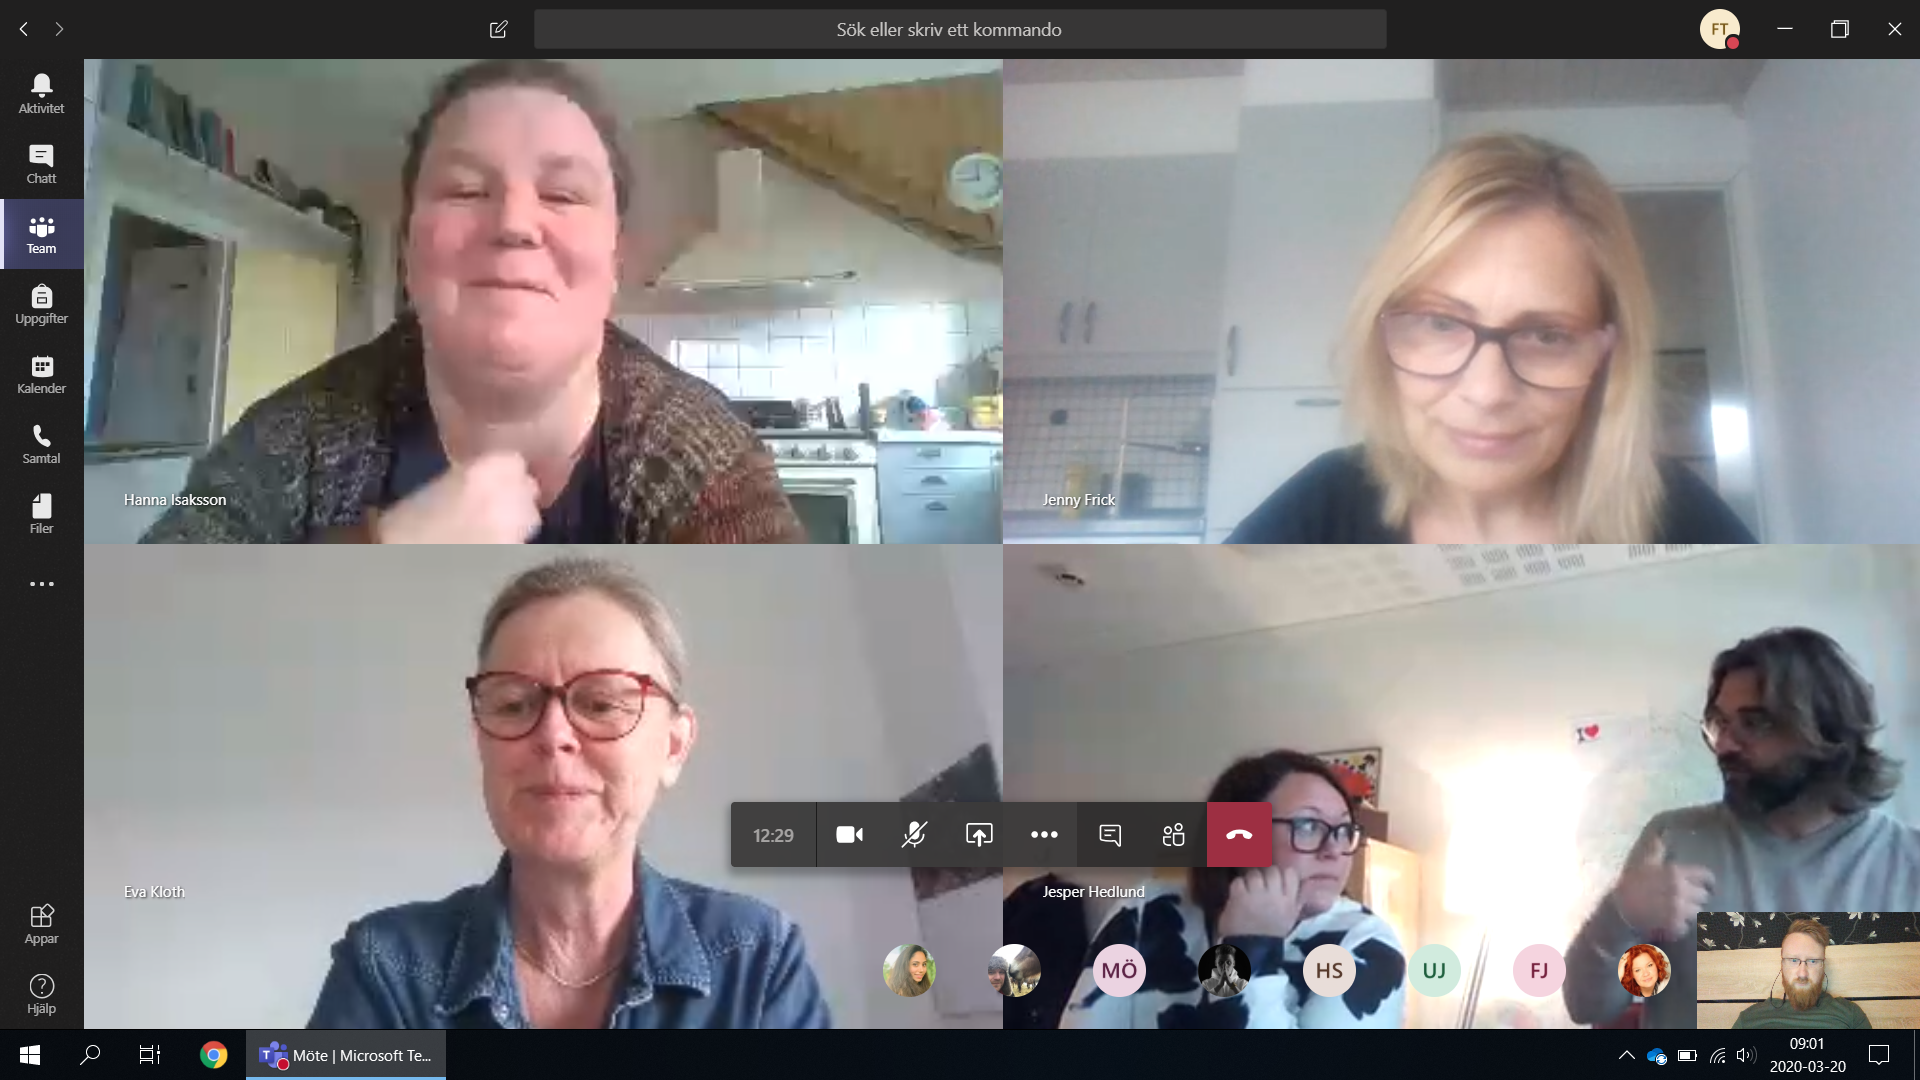 Sök eller skriv ett kommando
FT
Aktivitet
Chatt
Team
Uppgifter
Kalender
Samtal
Filer
Appar
Hjälp
Hanna Isaksson
Jenny Frick
I
12:29
Eva Kloth
Jesper Hedlund
MÖ
HS
UJ
FJ
T
Möte | Microsoft Te...
09:01
2020-03-20